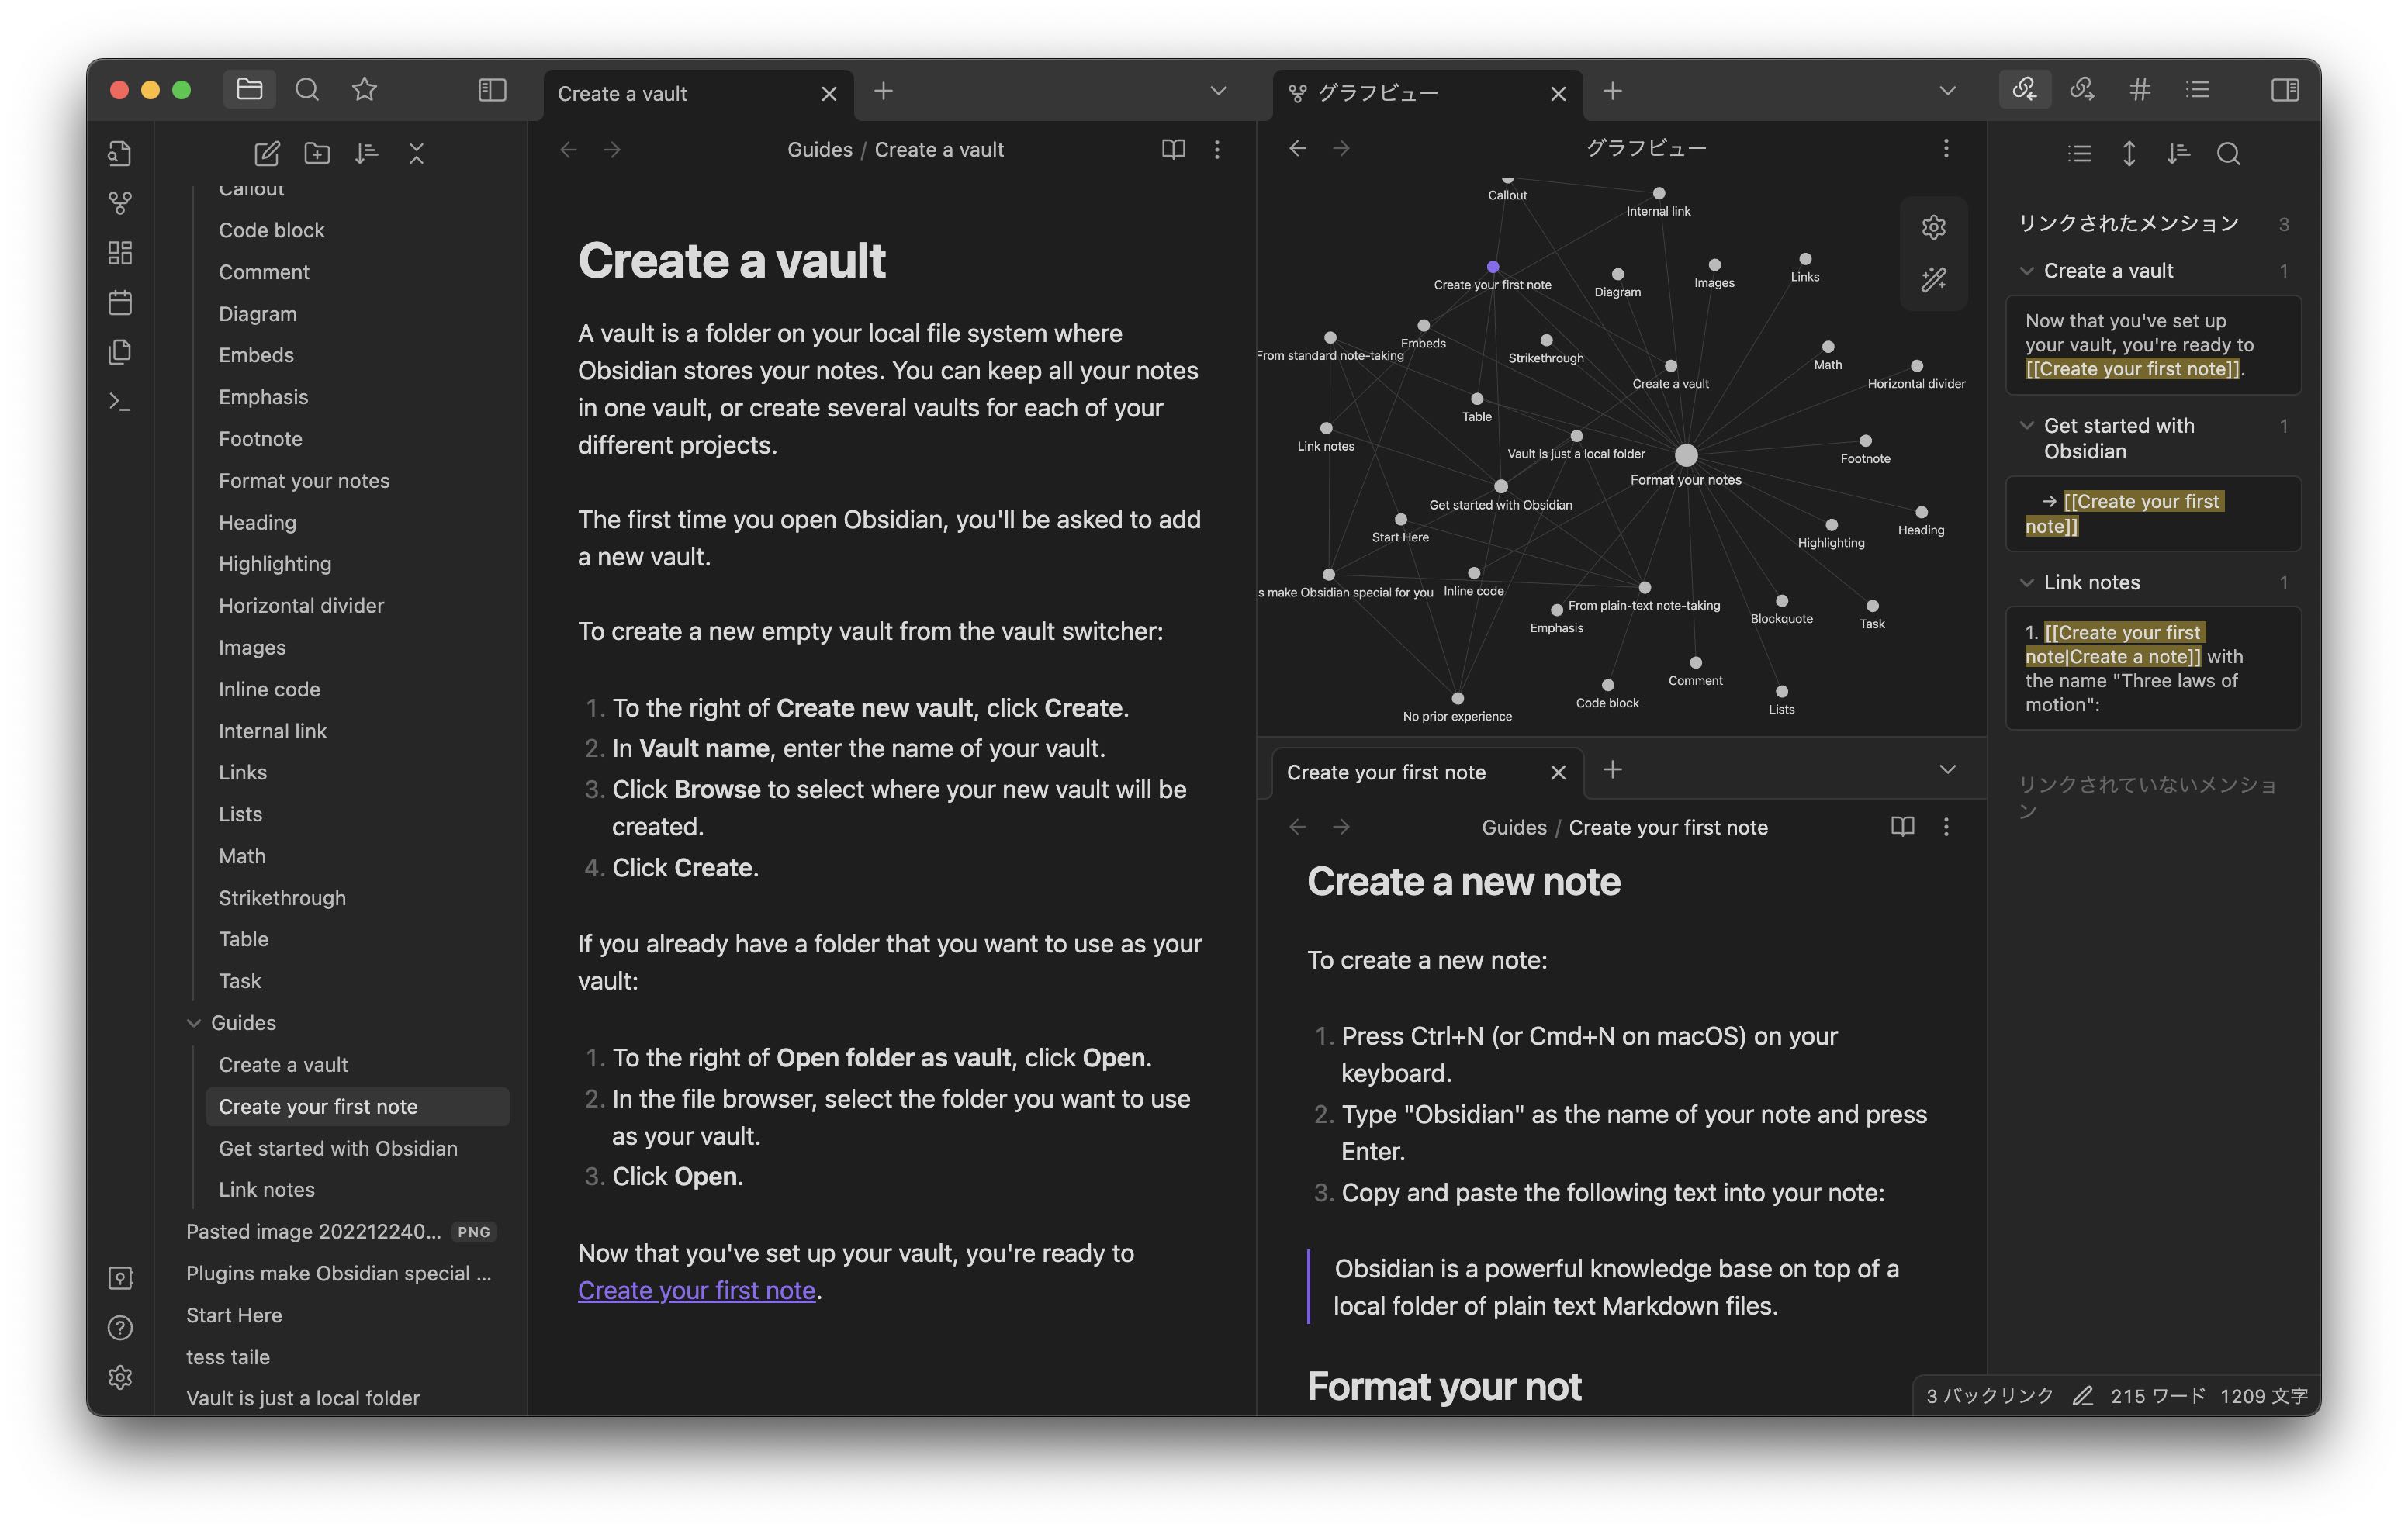 Create a vault
グラフビュー
Callout
Code block
Comment
Diagram
Embeds
Emphasis
Footnote
Format your notes
Heading
Highlighting
Horizontal divider
Images
Inline code
Internal link
Links
Lists
Math
Strikethrough
Table
Task
Guides
Create a vault
Create your first note
Get started with Obsidian
Link notes
Pasted image 202212240... PNG
Plugins make Obsidian special ...
Start Here
tess taile
Vault is just a local folder
Guides / Create a vault
Create a vault
A vault is a folder on your local file system where
Obsidian stores your notes. You can keep all your notes
in one vault, or create several vaults for each of your
different projects.
The first time you open Obsidian, you'll be asked to add
a new vault.
To create a new empty vault from the vault switcher:
1. To the right of Create new vault, click Create.
2. In Vault name, enter the name of your vault.
3. Click Browse to select where your new vault will be
created.
4. Click Create.
If you already have a folder that you want to use as your
vault:
1. To the right of Open folder as vault, click Open.
2. In the file browser, select the folder you want to use
as your vault.
3. Click Open.
Now that you've set up your vault, you're ready to
Create your first note.
グラフビュー
Callout
Internal link
Create your first note
Diagram
Images
Links
From standard note-taking
Embeds
Strikethrough
Create a vault
Math
Horizontal divider
Table
Link notes
Vault is just a local folder
Format your notes
Footnote
Get started with Obsidian
Start Here
Highlighting
Heading
s make Obsidian special for you
Inline code
From plain-text note-taking
Emphasis
Blockquote
Task
Comment
Code block
Lists
No prior experience
Create your first note
Guides / Create your first note
Create a new note
To create a new note:
1. Press Ctrl+N (or Cmd+N on macOS) on your
keyboard.
2. Type "Obsidian" as the name of your note and press
Enter.
3. Copy and paste the following text into your note:
Obsidian is a powerful knowledge base on top of a
local folder of plain text Markdown files.
Format your not
リンクされたメンション 3
Create a vault 1
Now that you've set up
your vault, you're ready to
[[Create your first note]].
Get started with 1
Obsidian
→ [[Create your first
note]]
Link notes 1
1. [[Create your first
note|Create a note]] with
the name "Three laws of
motion":
リンクされていないメンショ
ン
3 バックリンク 215 ワード 1209 文字